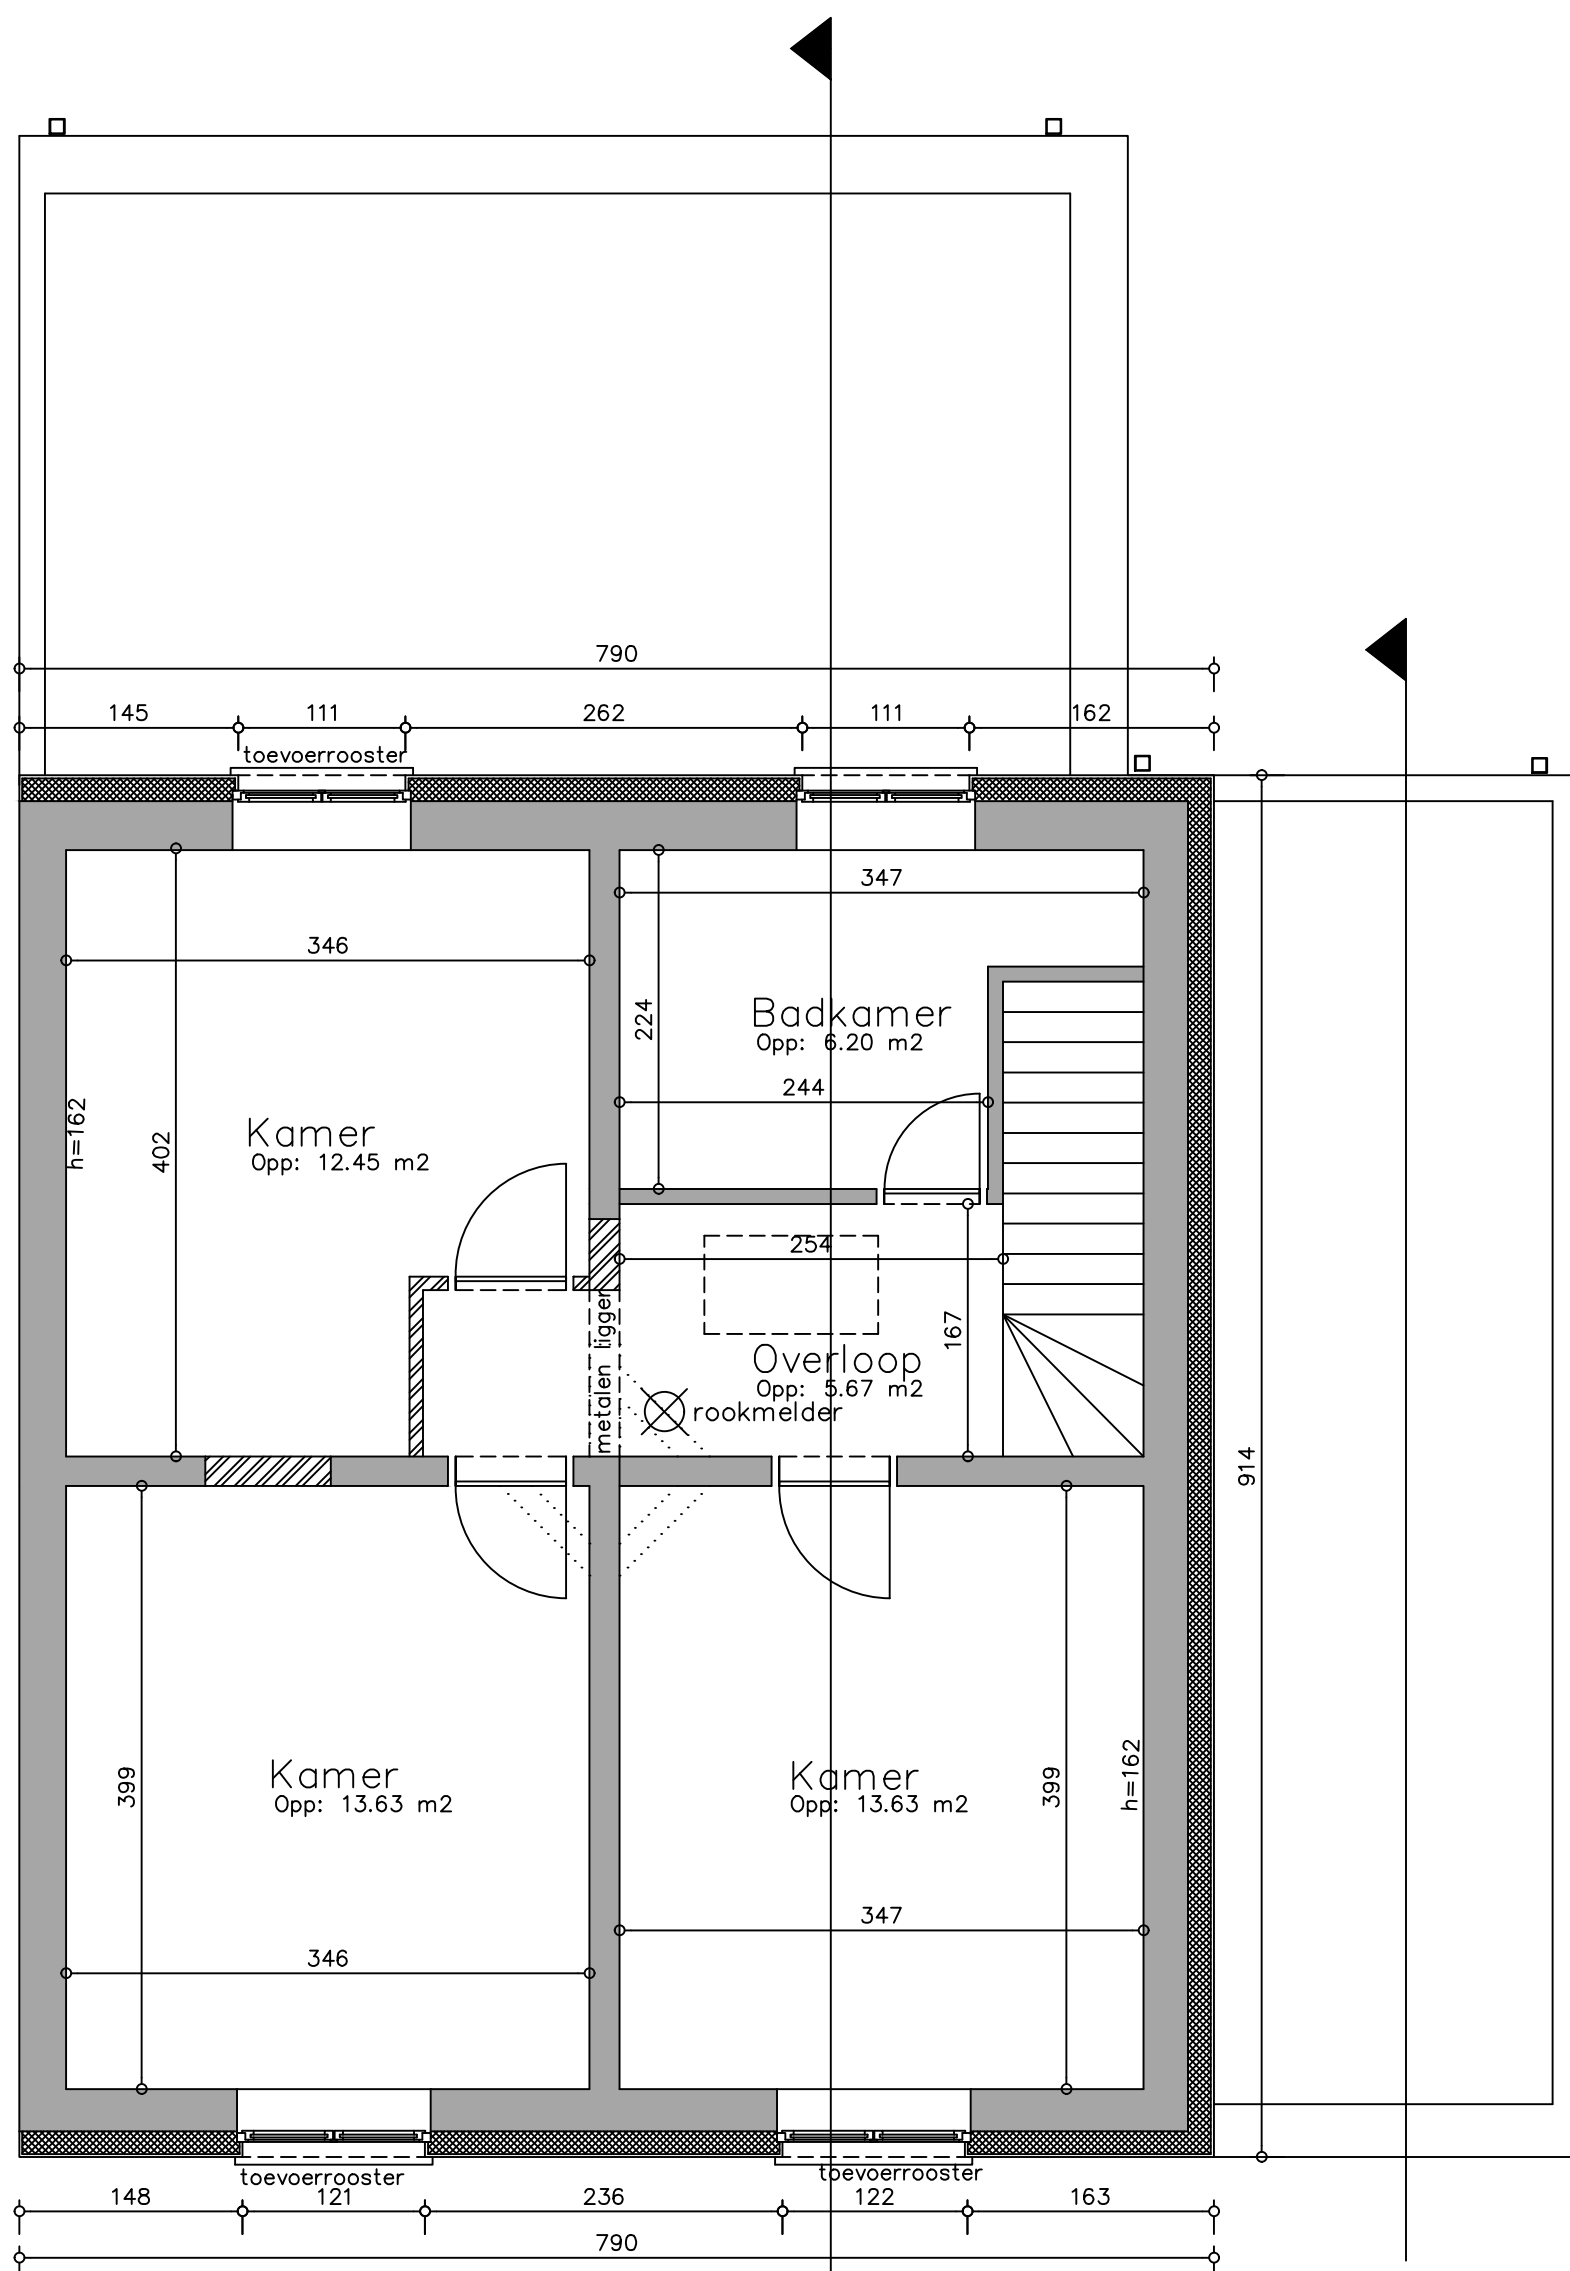 790
145
111
262
111
162
toevoerrooster
347
346
224
Badkamer
Opp: 6.20 m2
244
h=162
402
Kamer
Opp: 12.45 m2
254
167
metalen ligger
Overloop
Opp: 5.67 m2
rookmelder
914
399
Kamer
Opp: 13.63 m2
Kamer
Opp: 13.63 m2
399
h=162
347
346
toevoerrooster
toevoerrooster
148
121
236
122
163
790